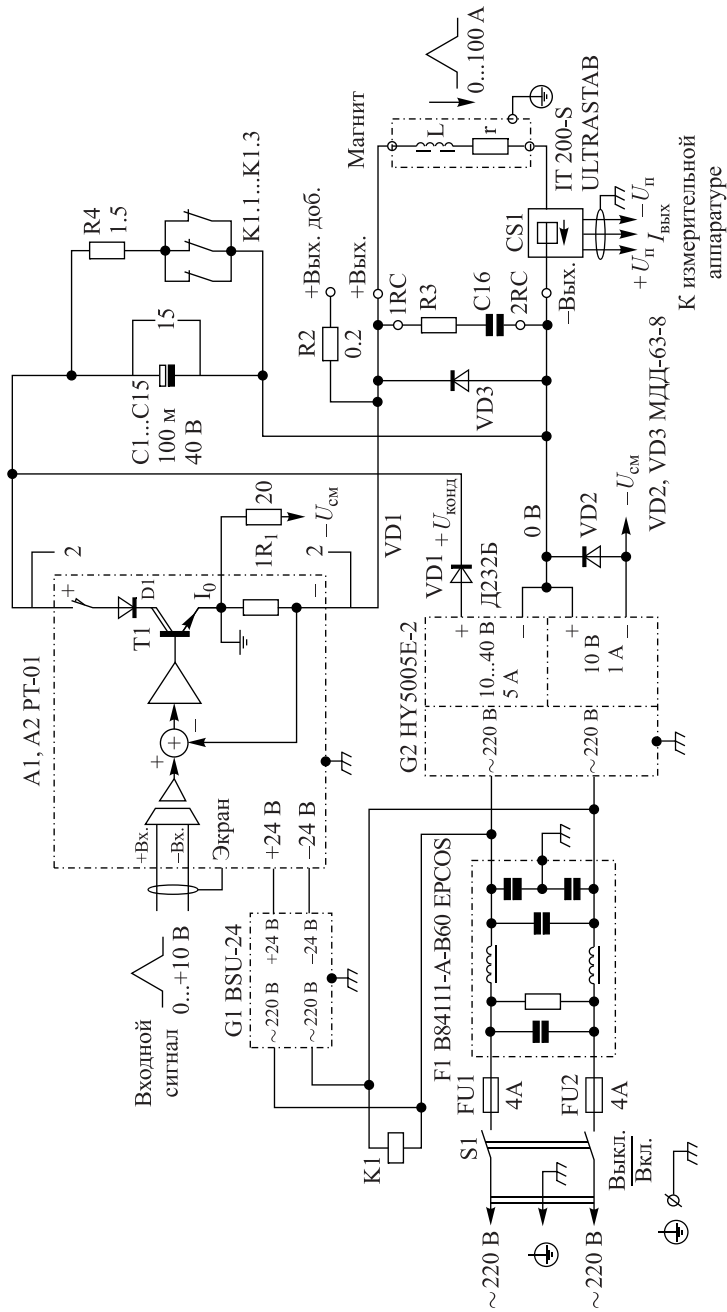 Входной
сигнал
0...+10 В
A1, A2 РТ-01
+Вх.
−Вх.
Экран
+
−
+
T1
D1
+
2
I0
1R1
−
2
20
−Uсм
C1...C15
100 м
40 В
15
R4
1.5
K1.1...K1.3
G1 BSU-24
~220 В +24 В
~220 В −24 В
+24 В
−24 В
VD1
R2
0.2
+Вых. доб.
+Вых.
Магнит
L
r
0...100 А
K1
VD1
+Uконд
Д232Б
VD3
1RC
R3
C16
2RC
−Вых.
CS1
IT 200-S
ULTRASTAB
+Uп
Iвых
−Uп
К измерительной
аппаратуре
~220 В
~220 В
S1
Выкл.
Вкл.
FU1
4А
FU2
4А
F1 B84111-A-B60 EPCOS
G2 HY5005E-2
~220 В
~220 В
+
10...40 В
5 А
−
+
10 В
1 А
−
0 В
VD2
−Uсм
VD2, VD3 МДД-63-8